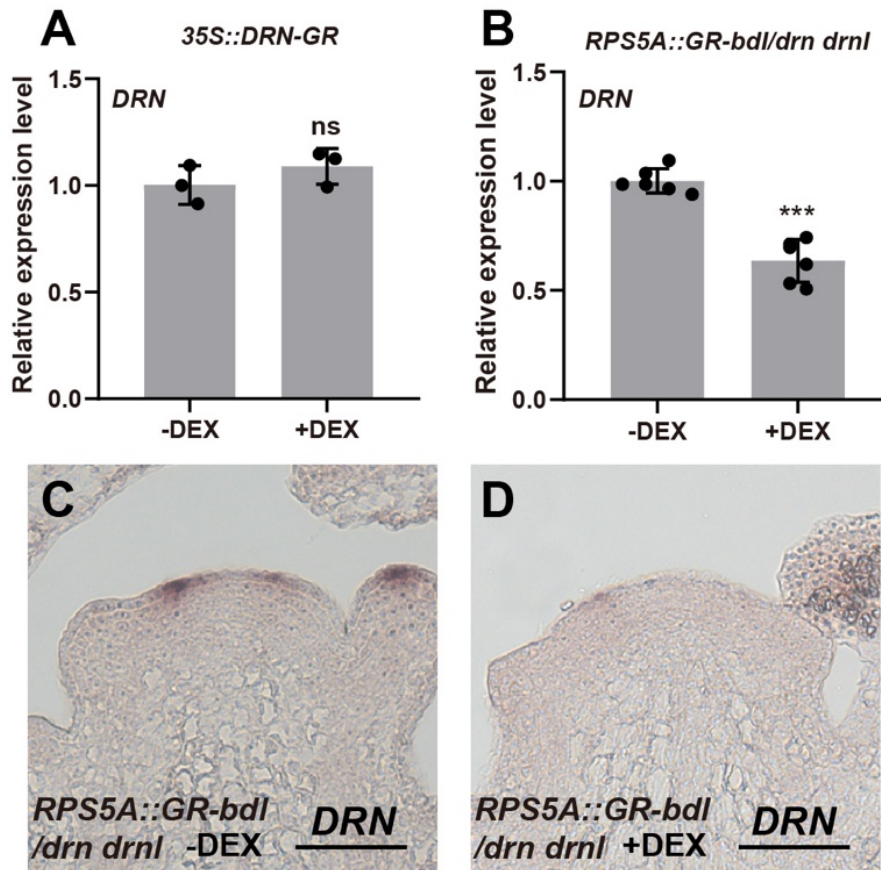 A
35S::DRN-GR
Relative expression level
1.5
1.0
0.5
0.0
DRN
ns
-DEX
+DEX
B
RPS5A::GR-bdl/drn drnl
Relative expression level
1.5
1.0
0.5
0.0
DRN
***
-DEX
+DEX
C
RPS5A::GR-bdl
/drn drnl -DEX
DRN
D
RPS5A::GR-bdl
/drn drnl +DEX
DRN